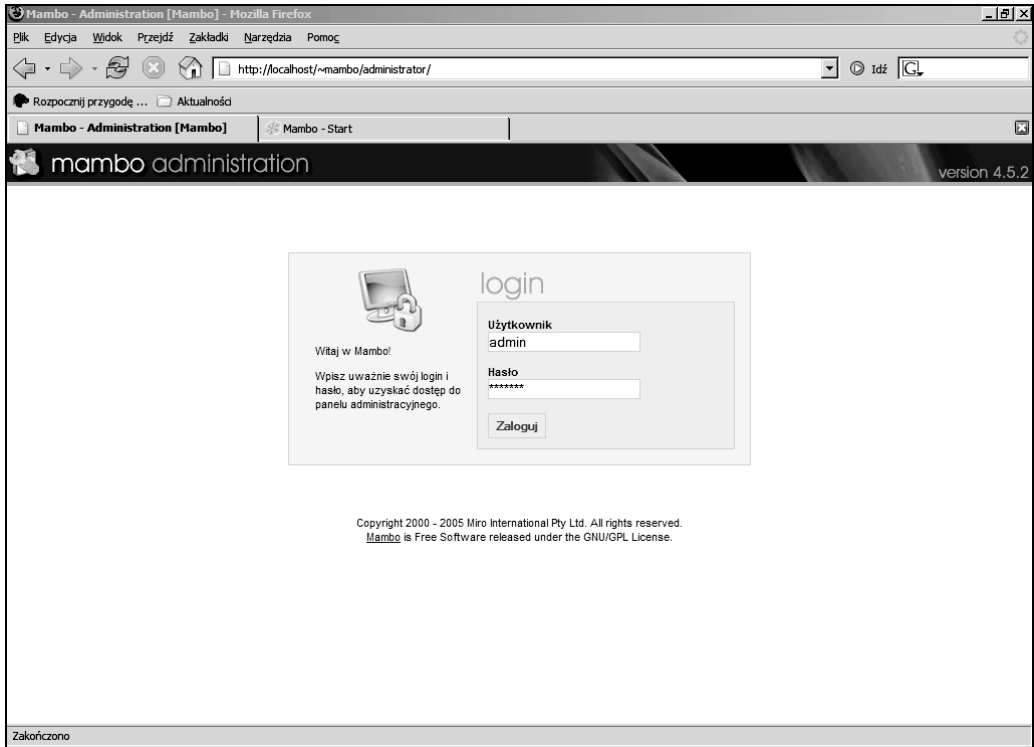 Mambo - Administration [Mambo] - Mozilla Firefox
Plik Edycja Widok Przejdź Zakładki Narzędzia Pomoc
http://localhost/~mambo/administrator/ Idź G
Rozpocznij przygodę ... Aktualności
Mambo - Administration [Mambo] Mambo - Start
mambo administration
version 4.5.2
login
Użytkownik
admin
Hasło
*******
Zaloguj
Witaj w Mambo!
Wpisz uważnie swój login i
hasło, aby uzyskać dostęp do
panelu administracyjnego.
Copyright 2000 - 2005 Miro International Pty Ltd. All rights reserved.
Mambo is Free Software released under the GNU/GPL License.
Zakończono